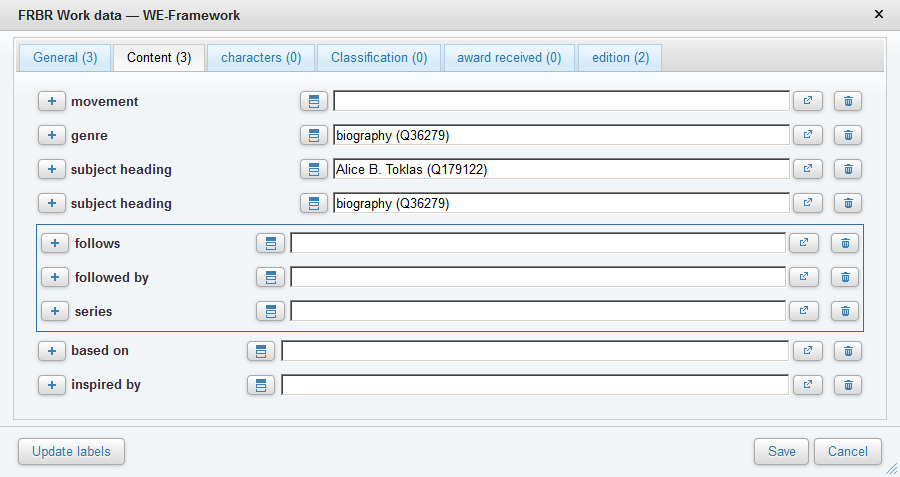 FRBR Work data — WE-Framework
General (3) Content (3) characters (0) Classification (0) award received (0) edition (2)
movement
genre biography (Q36279)
subject heading Alice B. Toklas (Q179122)
subject heading biography (Q36279)
follows
followed by
series
based on
inspired by
Update labels Save Cancel